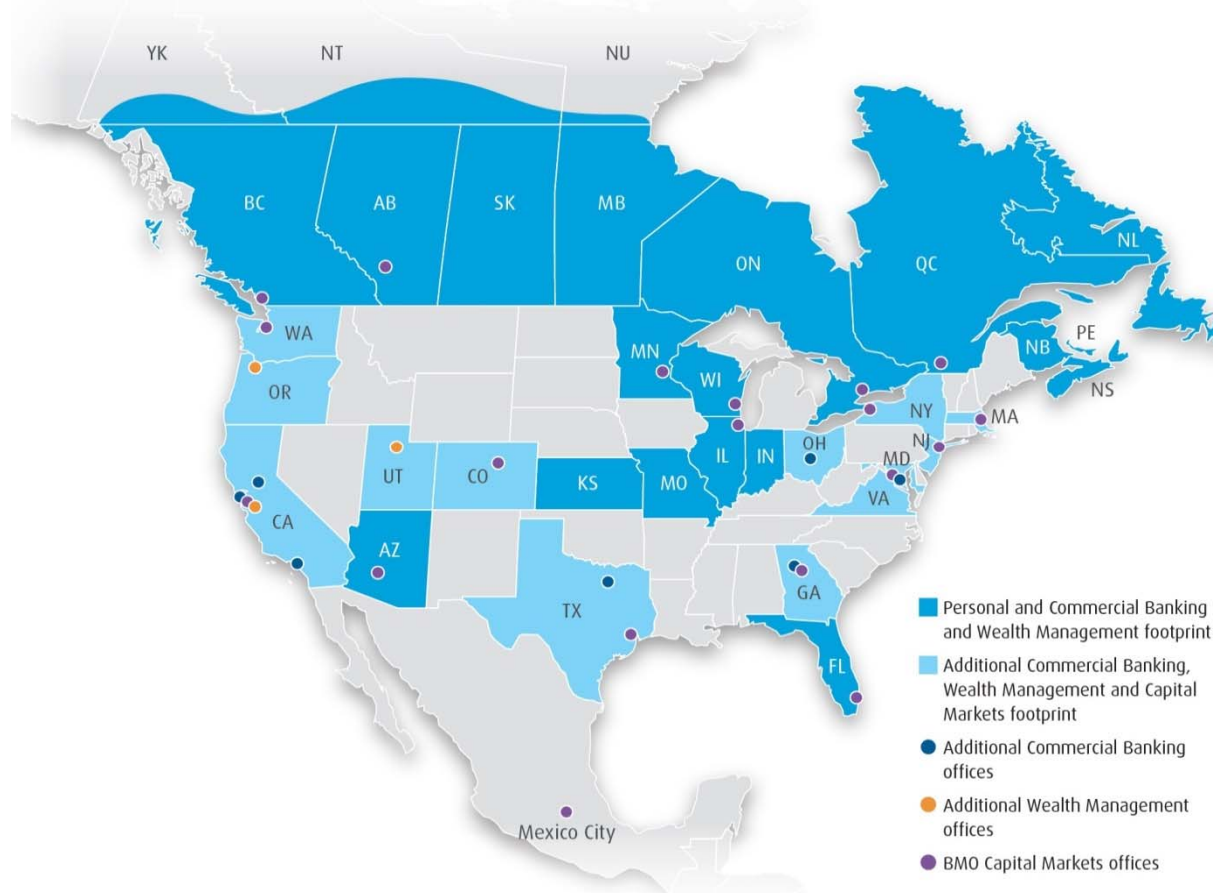 YK
NT
NU
BC
AB
SK
MB
ON
QC
NL
PE
NB
NS
WA
MN
WI
OR
NY
MA
NJ
OH
MD
IL
IN
UT
CO
KS
MO
VA
CA
AZ
GA
TX
FL
Mexico City
Personal and Commercial Banking
and Wealth Management footprint
Additional Commercial Banking,
Wealth Management and Capital
Markets footprint
Additional Commercial Banking
offices
Additional Wealth Management
offices
BMO Capital Markets offices